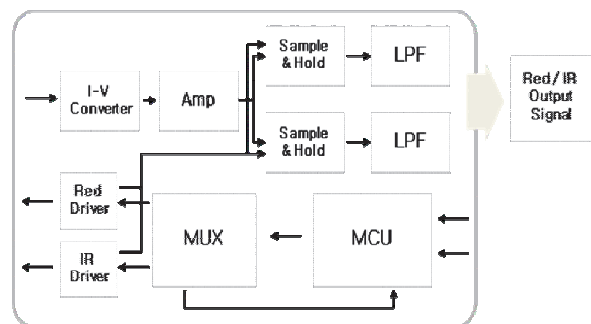 Sample
& Hold
LPF
I-V
Converter
Amp
Red/IR
Output
Signal
Sample
& Hold
LPF
Red
Driver
MUX
MCU
IR
Driver